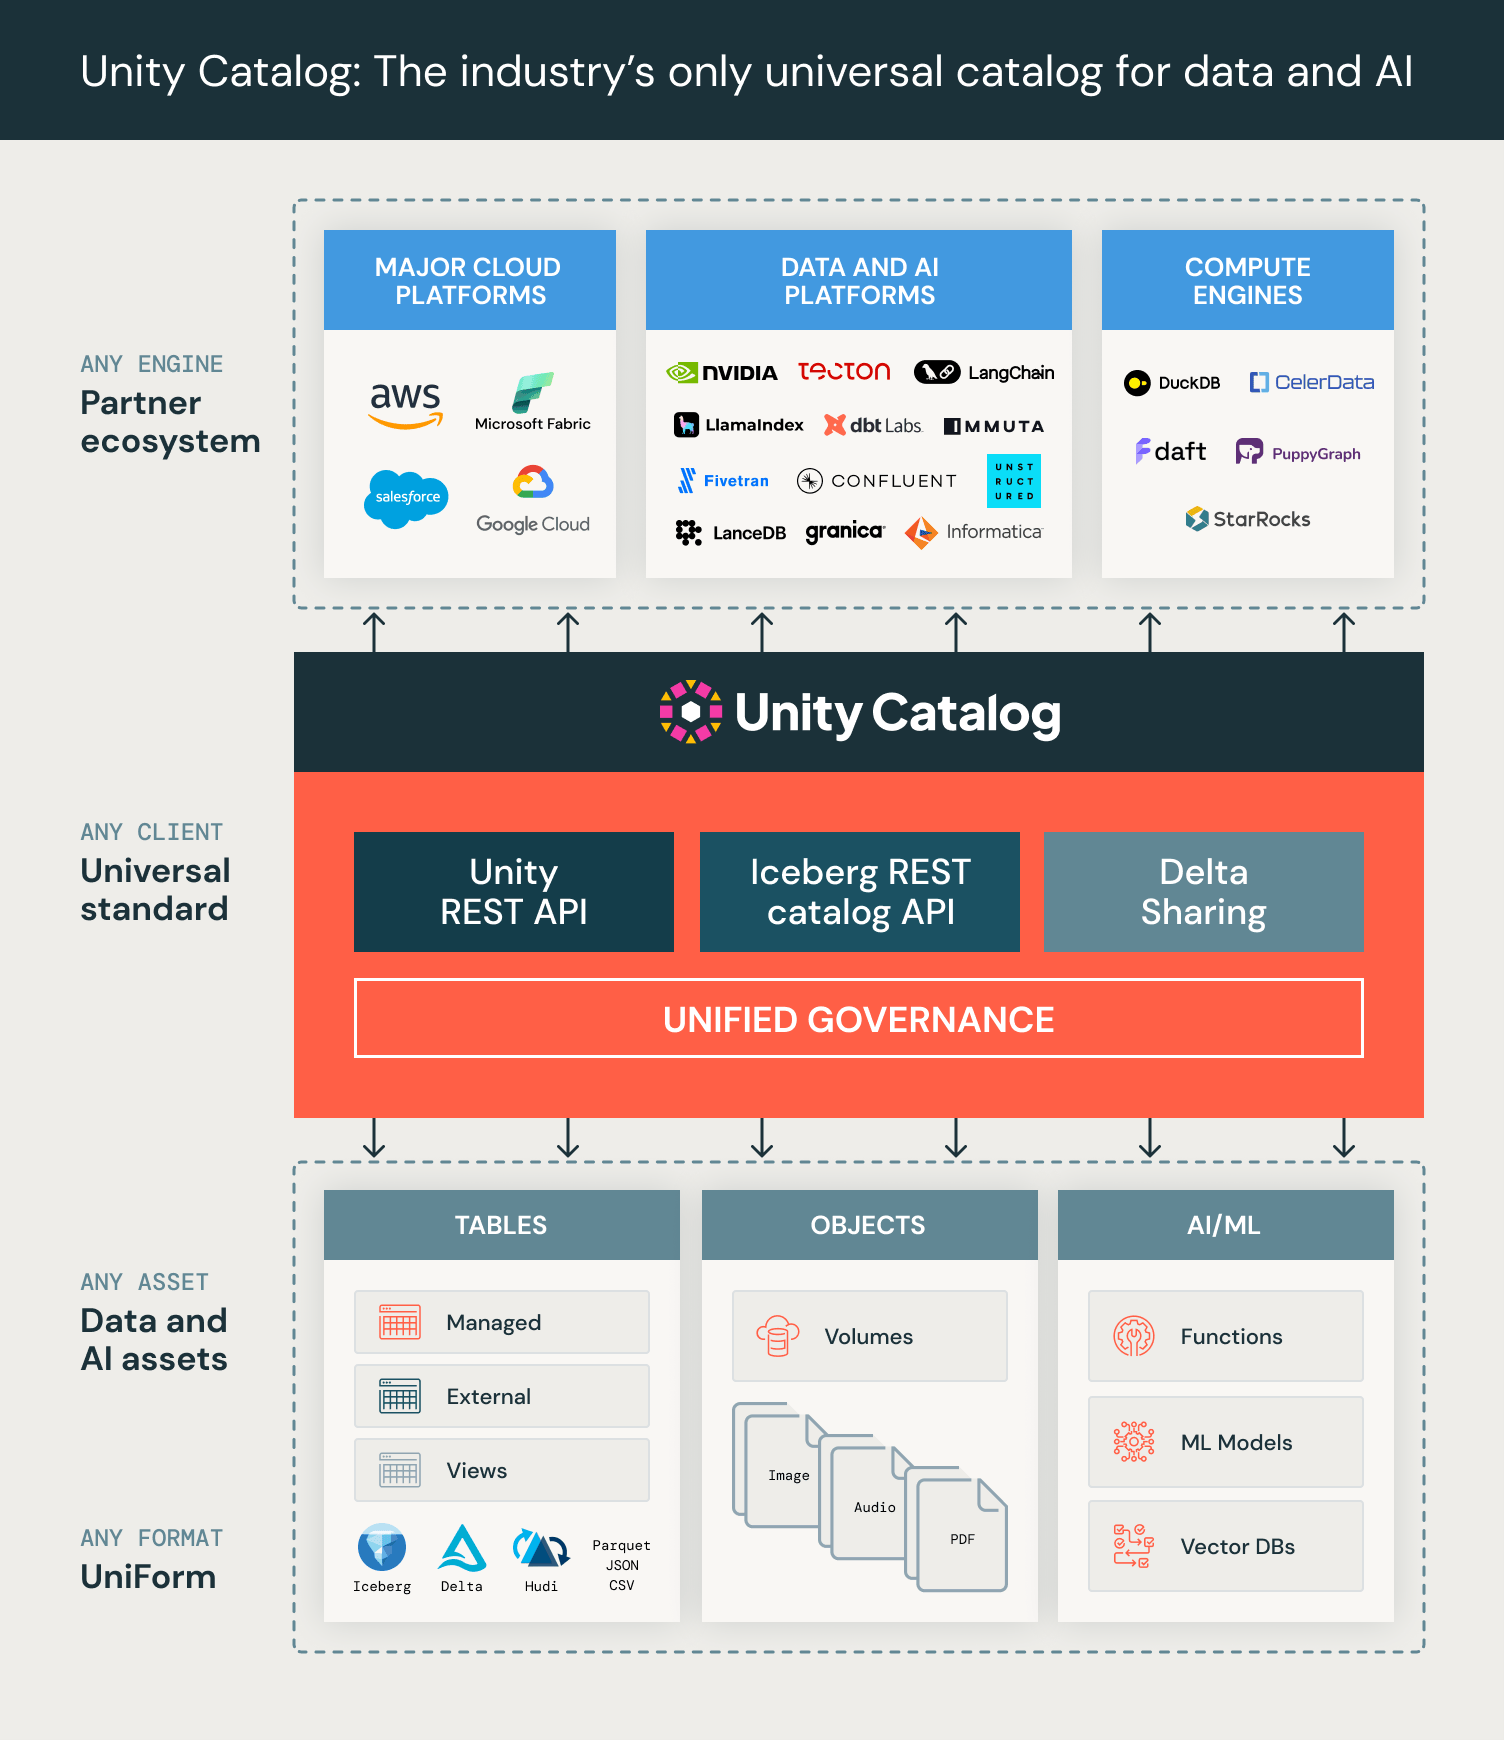 Unity Catalog: The industry’s only universal catalog for data and AI
ANY ENGINE
Partner
ecosystem
MAJOR CLOUD
PLATFORMS
aws
Microsoft Fabric
salesforce
Google Cloud
DATA AND AI
PLATFORMS
NVIDIA
TECTON
LangChain
LlamaIndex
dbt Labs
IMMUTA
Fivetran
CONFLUENT
UNST
RUCT
URED
LanceDB
granica
Informatica
COMPUTE
ENGINES
DuckDB
CelerData
daft
PuppyGraph
StarRocks
Unity Catalog
ANY CLIENT
Universal
standard
Unity
REST API
Iceberg REST
catalog API
Delta
Sharing
UNIFIED GOVERNANCE
ANY ASSET
Data and
AI assets
ANY FORMAT
UniForm
TABLES
Managed
External
Views
Iceberg
Delta
Hudi
Parquet
JSON
CSV
OBJECTS
Volumes
Image
Audio
PDF
AI/ML
Functions
ML Models
Vector DBs